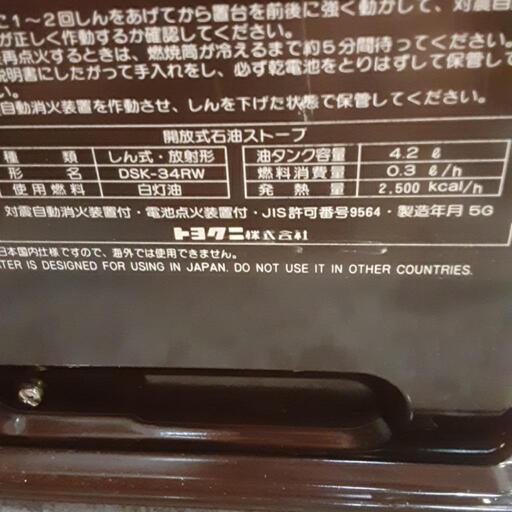 に1〜2回しんをあげてから置台を前後に強く動かして、対震自
が正しく作動するか確認してください。
再点火するときは、燃焼筒が冷えるまで約5分間待ってください。
説明書にしたがって手入れをし、必ず乾電池をとりはずして保管して
い。
自動消火装置を作動させ、しんを下げた状態で保管してください。
開放式石油ストーブ
種類 しん式・放射形 油タンク容量 4.2ℓ
形名 DSK-34RW 燃料消費量 0.3ℓ/h
使用燃料 白灯油 発熱量 2,500 kcal/h
対震自動消火装置付・電池点火装置付・JIS許可番号9564・製造年月 5G
トヨクニ株式会社
日本国内仕様ですので、海外では使用できません。
TER IS DESIGNED FOR USING IN JAPAN. DO NOT USE IT IN OTHER COUNTRIES.